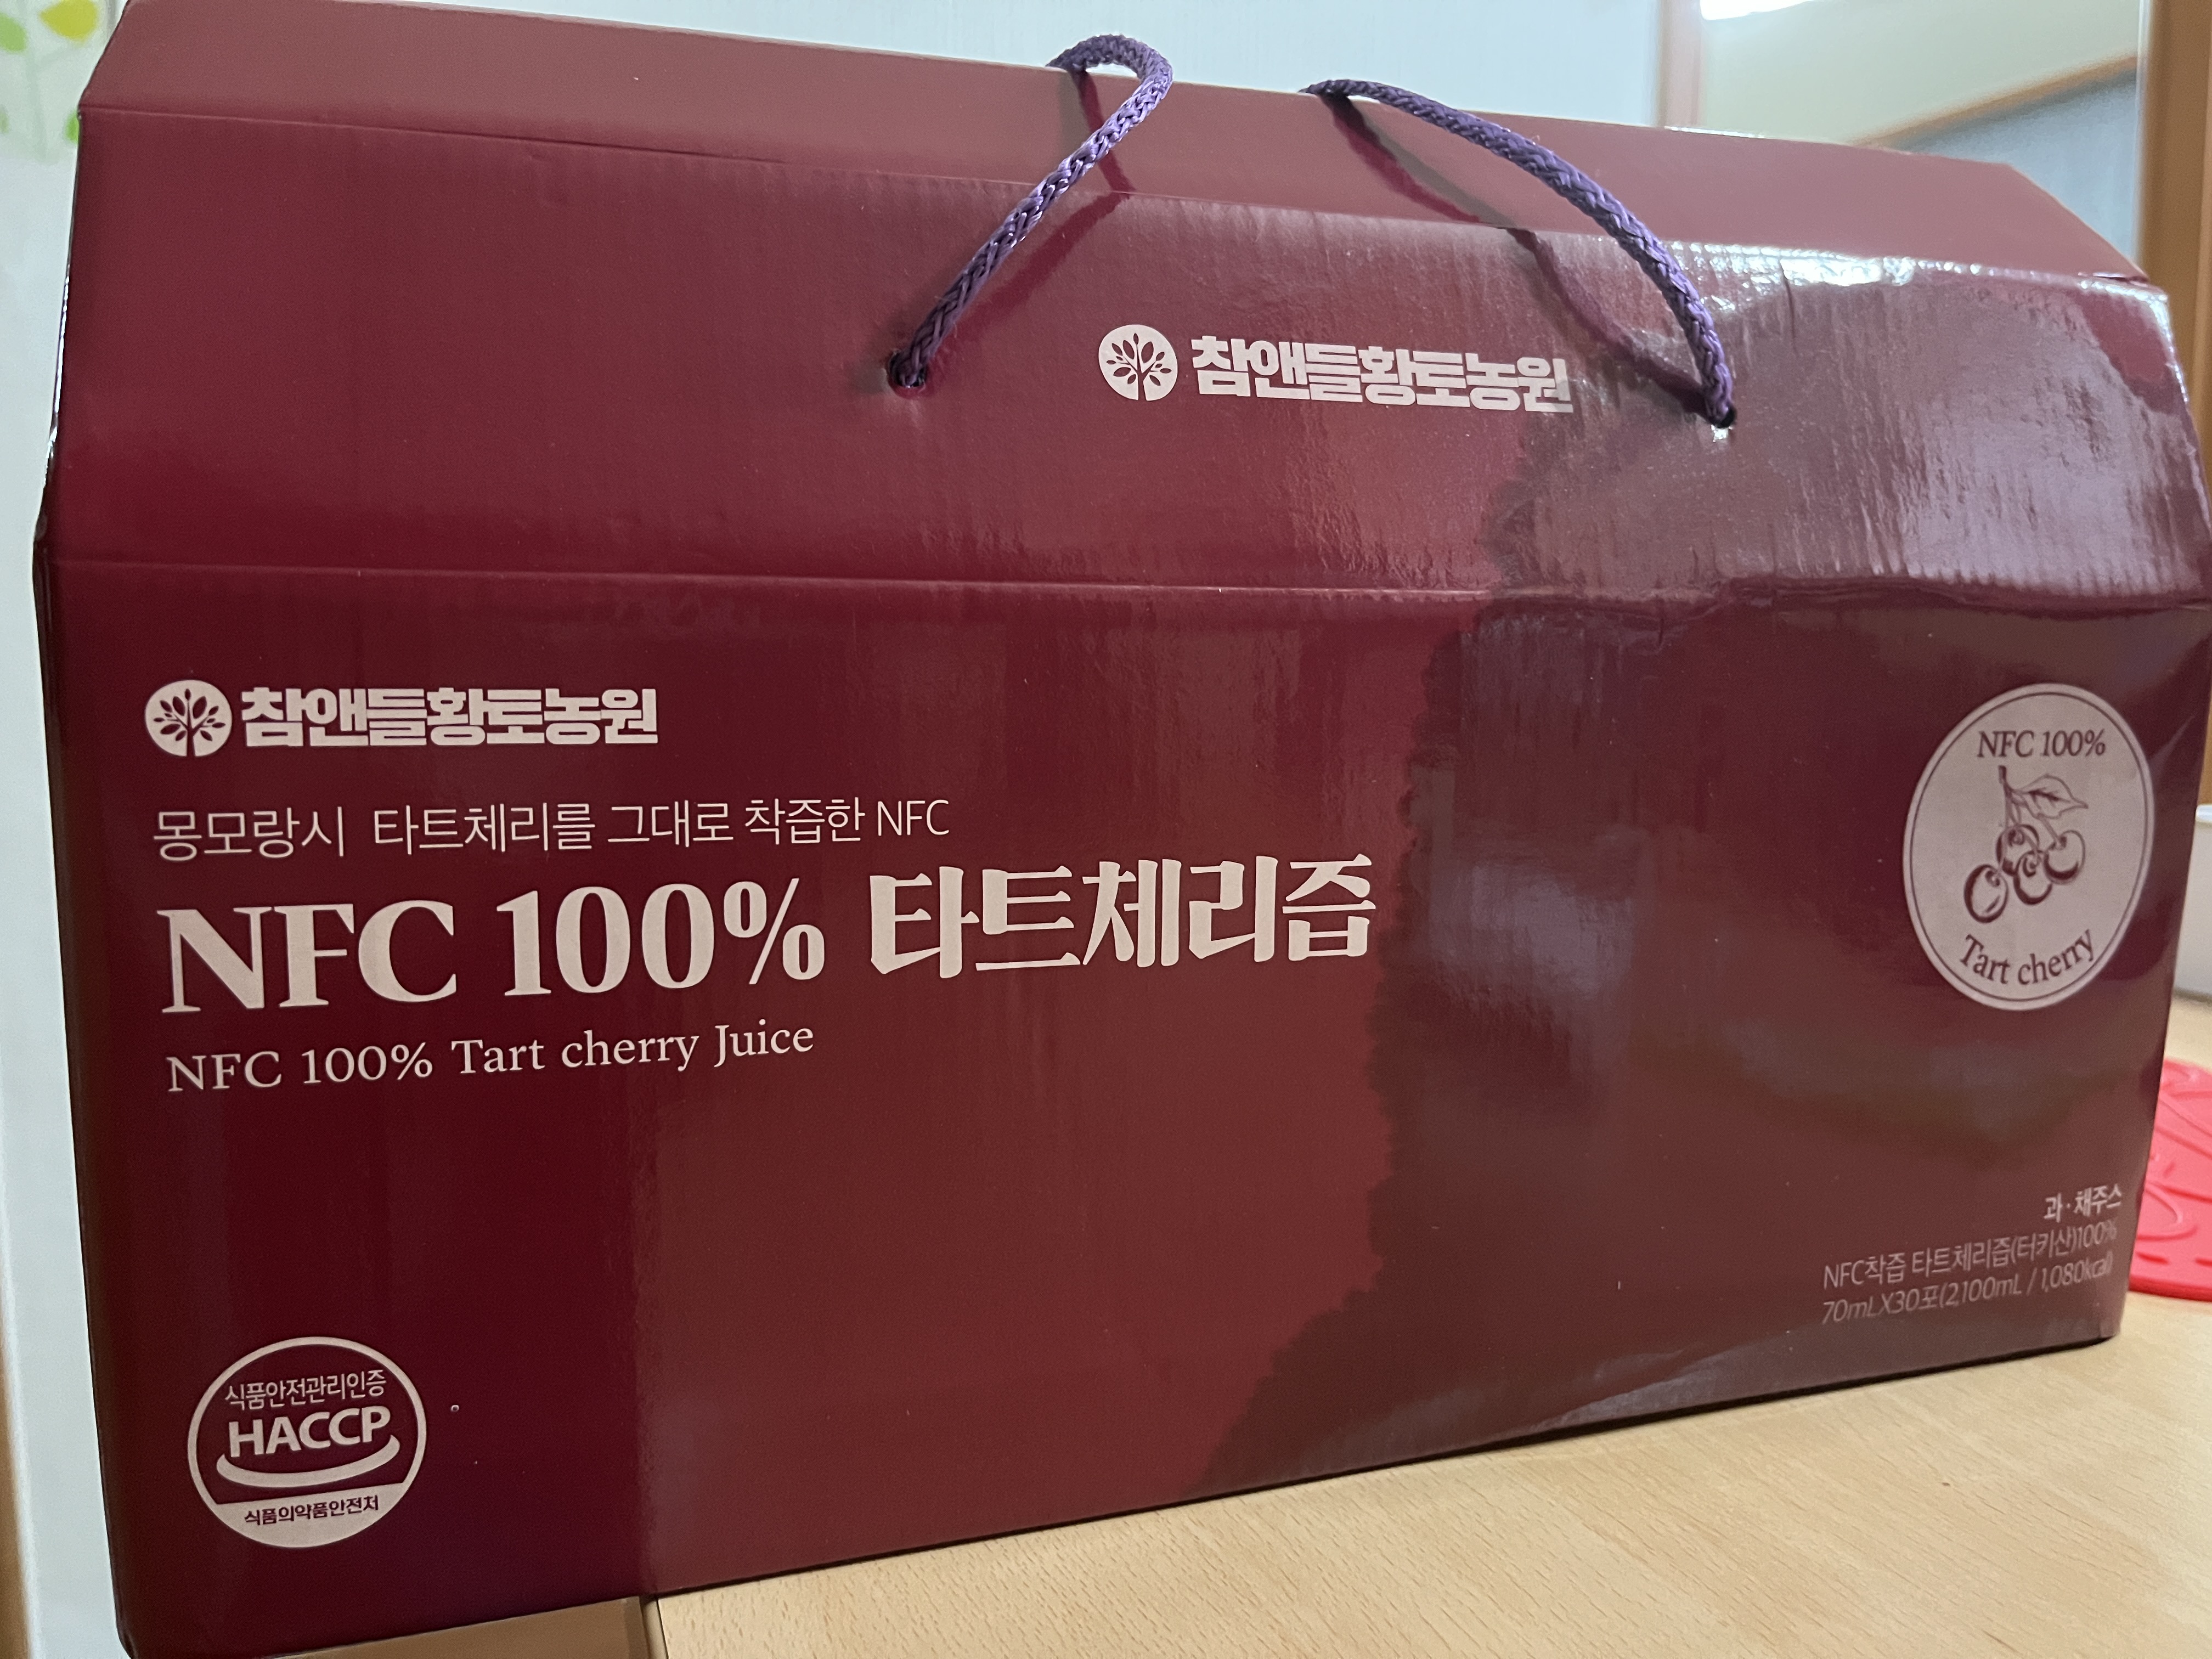 참앤들황토농원
참앤들황토농원
몽모랑시 타트체리를 그대로 착즙한 NFC
NFC 100% 타트체리즙
NFC 100% Tart cherry Juice
NFC 100%
Tart cherry
과·채주스
NFC착즙 타트체리즙(터키산)100%
70mLX30포(2,100mL / 1,080kcal)
식품안전관리인증
HACCP
식품의약품안전처